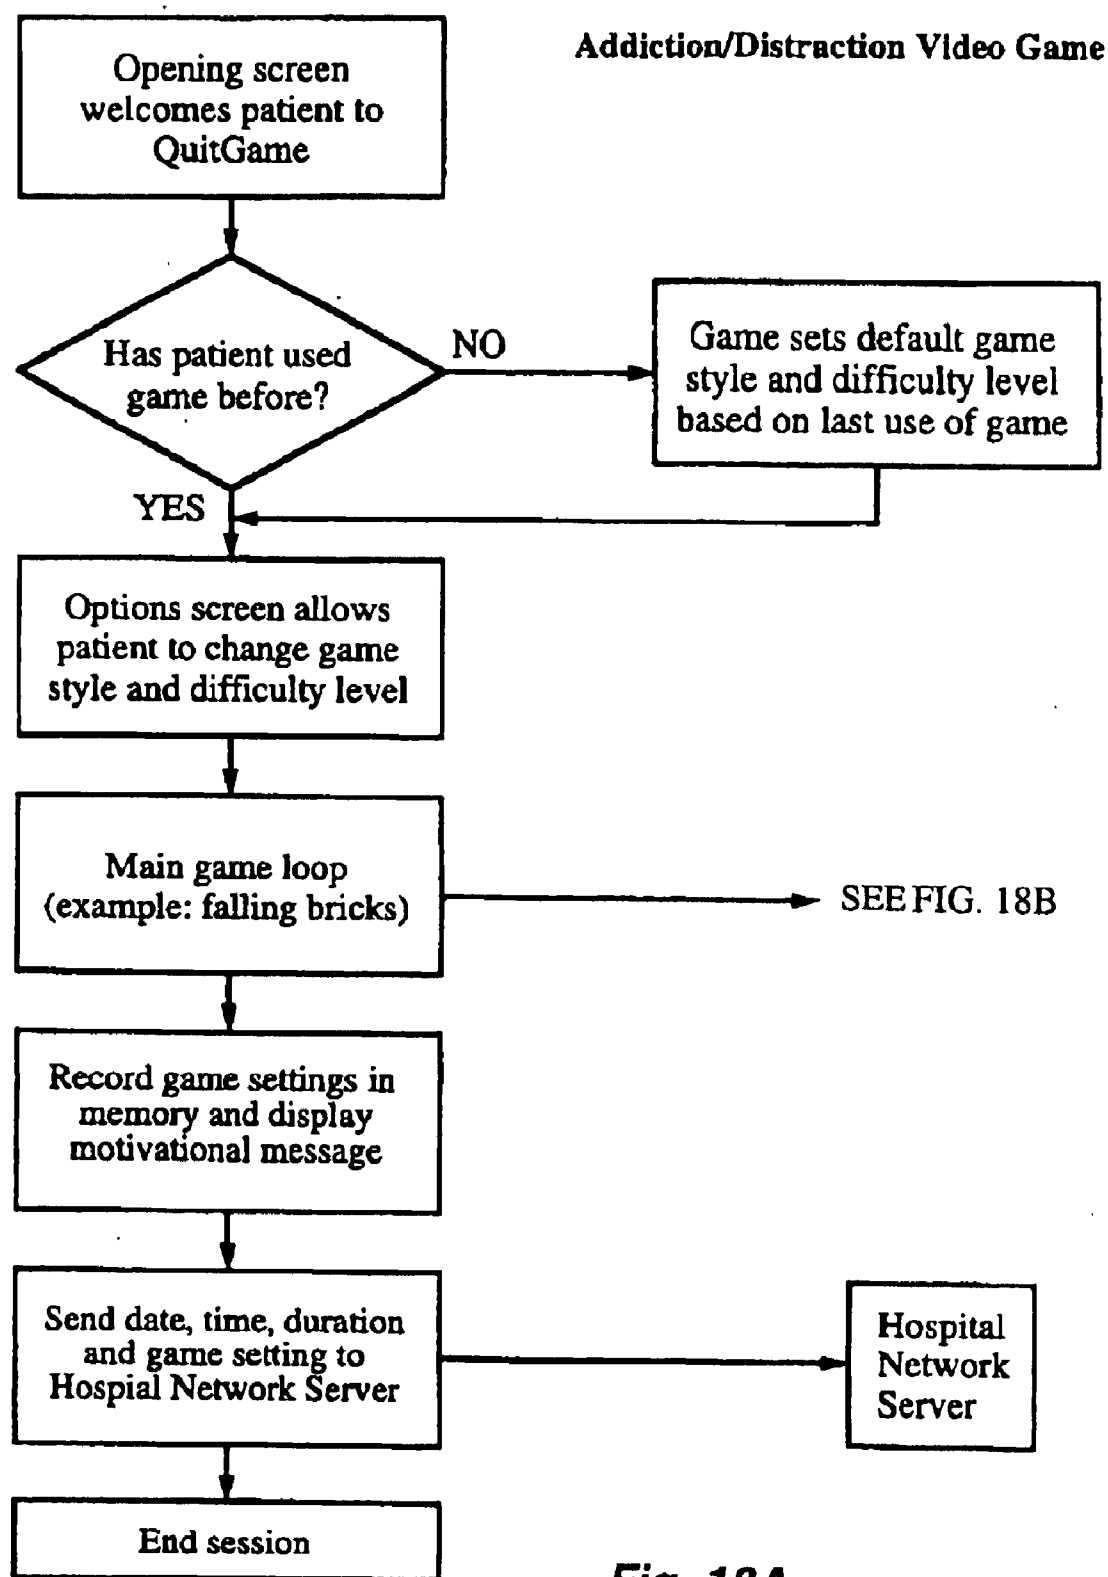 Addiction/Distraction Video Game
Opening screen
welcomes patient to
QuitGame
Has patient used
game before?
NO
Game sets default game
style and difficulty level
based on last use of game
YES
Options screen allows
patient to change game
style and difficulty level
Main game loop
(example: falling bricks)
SEE FIG. 18B
Record game settings in
memory and display
motivational message
Send date, time, duration
and game setting to
Hospial Network Server
Hospital
Network
Server
End session
Fig. 18A